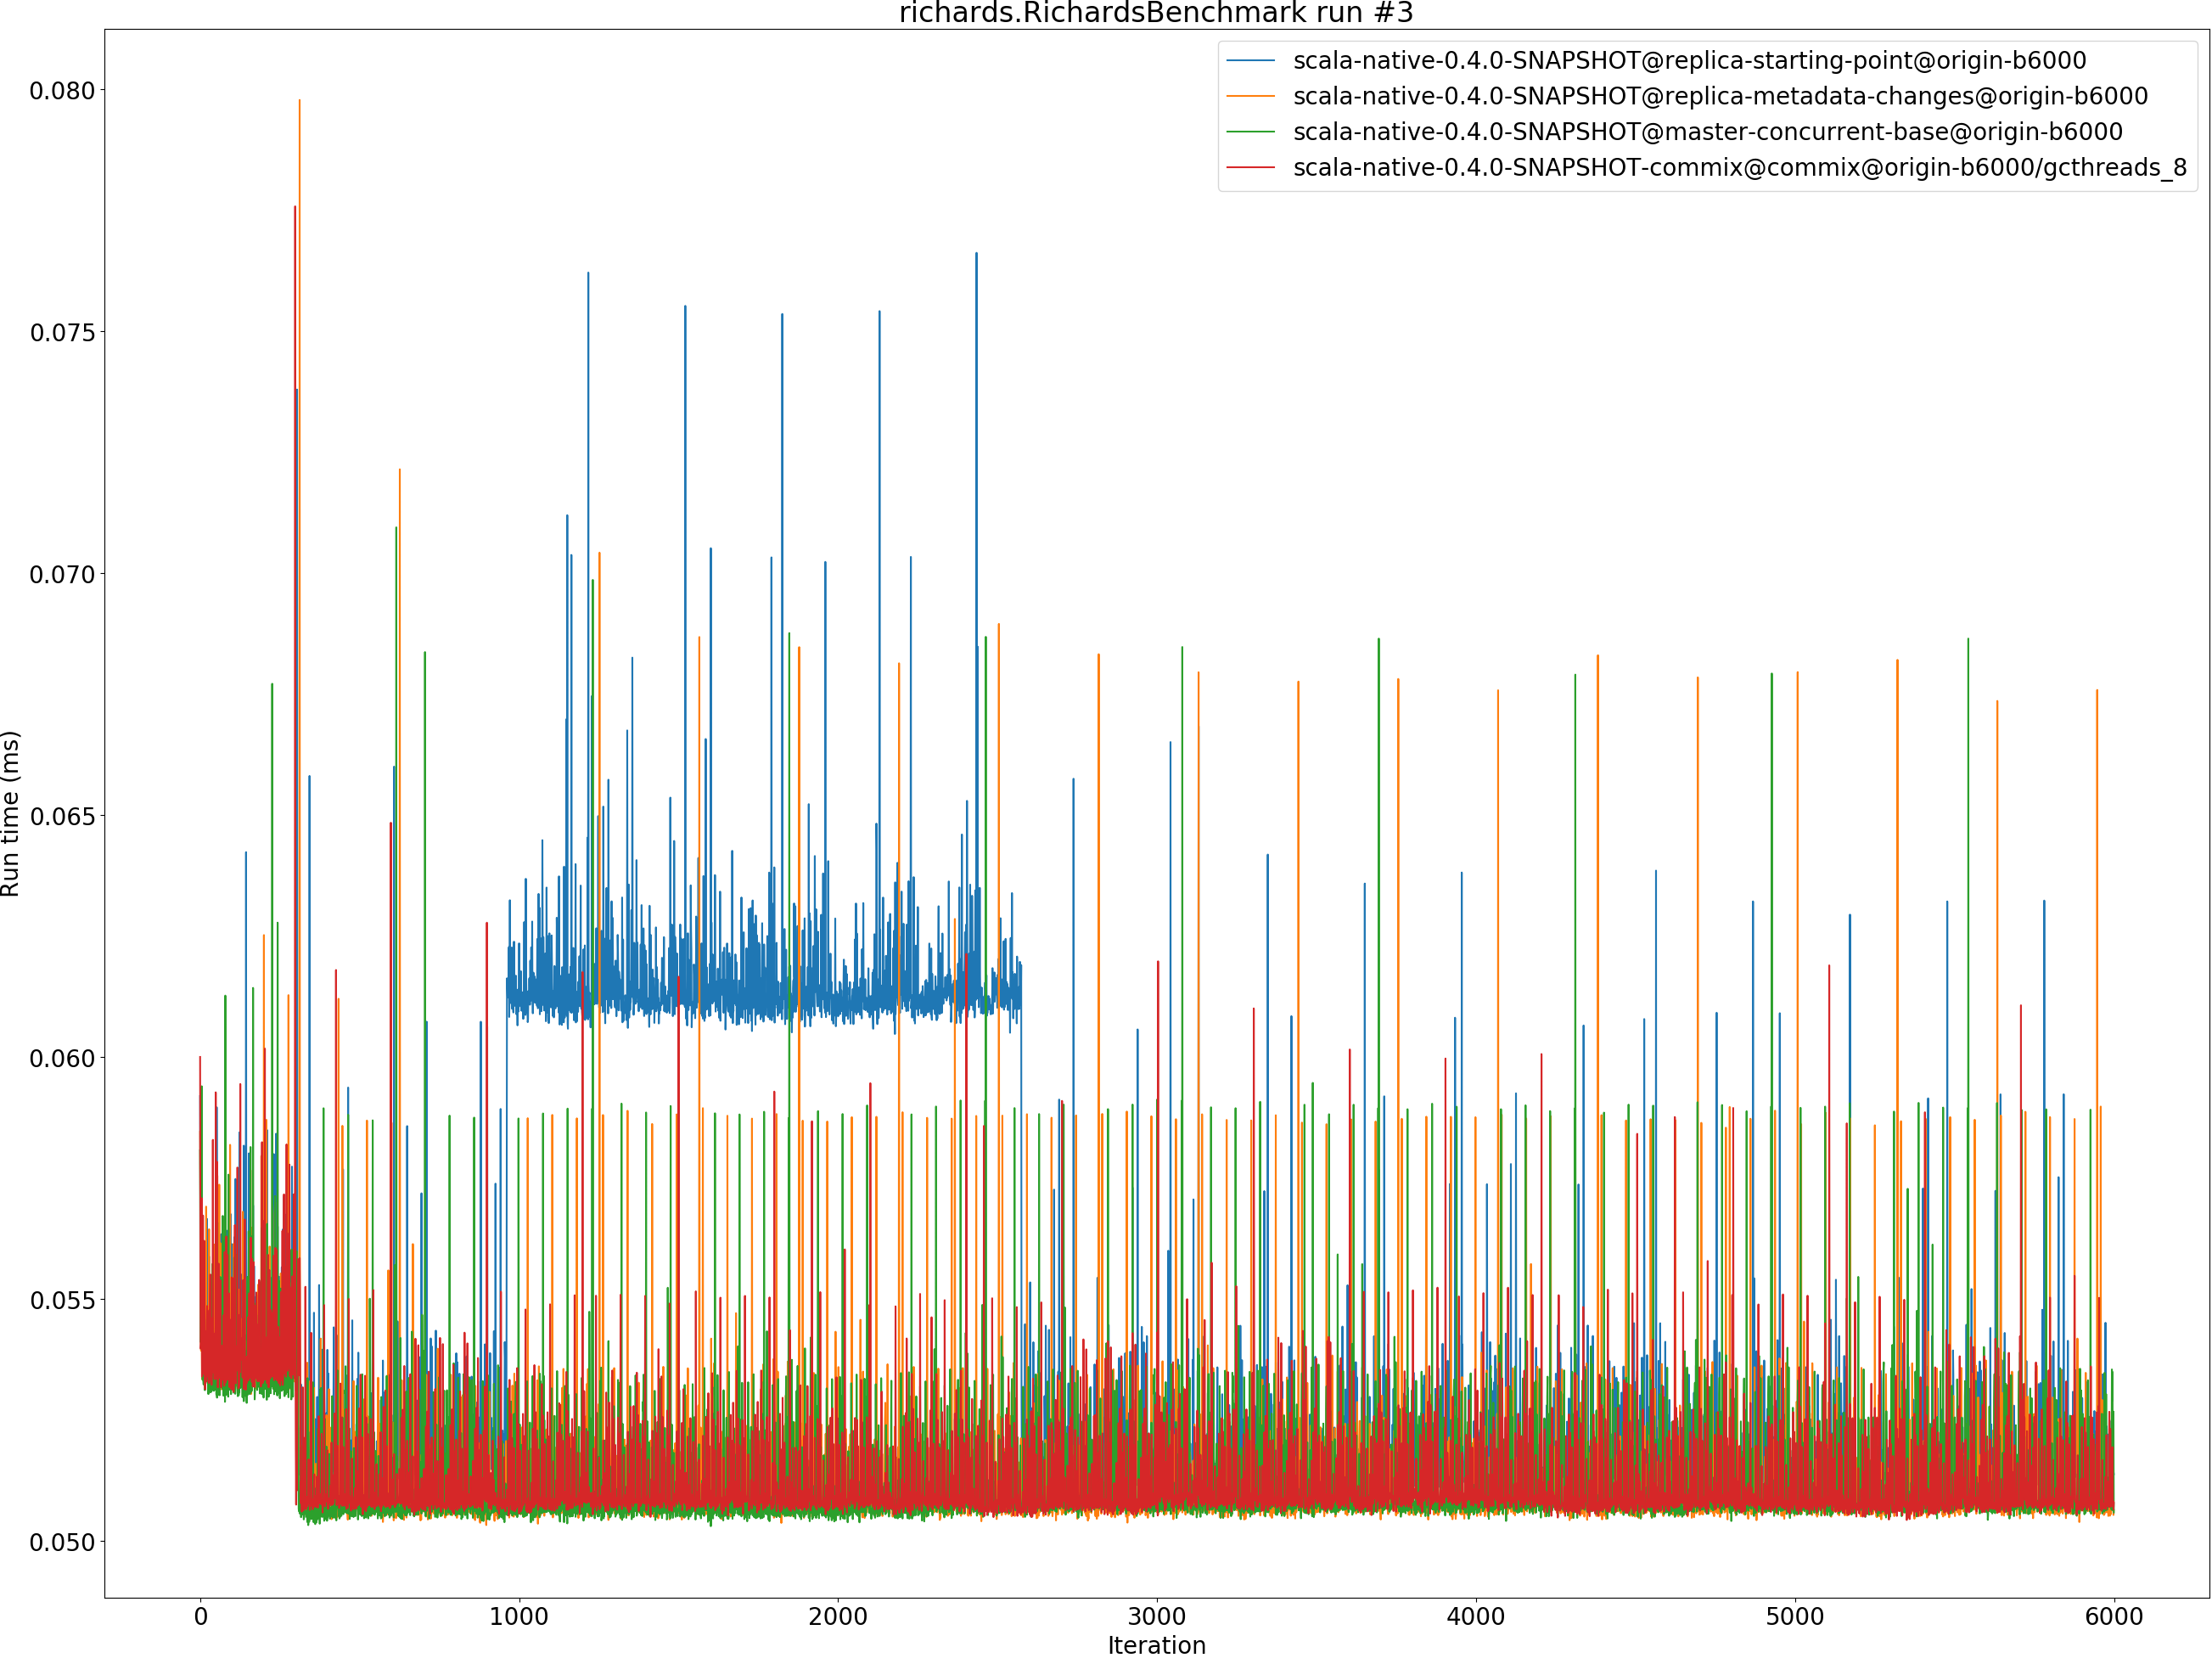 richards.RichardsBenchmark run #3
scala-native-0.4.0-SNAPSHOT@replica-starting-point@origin-b6000
scala-native-0.4.0-SNAPSHOT@replica-metadata-changes@origin-b6000
scala-native-0.4.0-SNAPSHOT@master-concurrent-base@origin-b6000
scala-native-0.4.0-SNAPSHOT-commix@commix@origin-b6000/gcthreads_8
Run time (ms)
0.080
0.075
0.070
0.065
0.060
0.055
0.050
0 1000 2000 3000 4000 5000 6000
Iteration